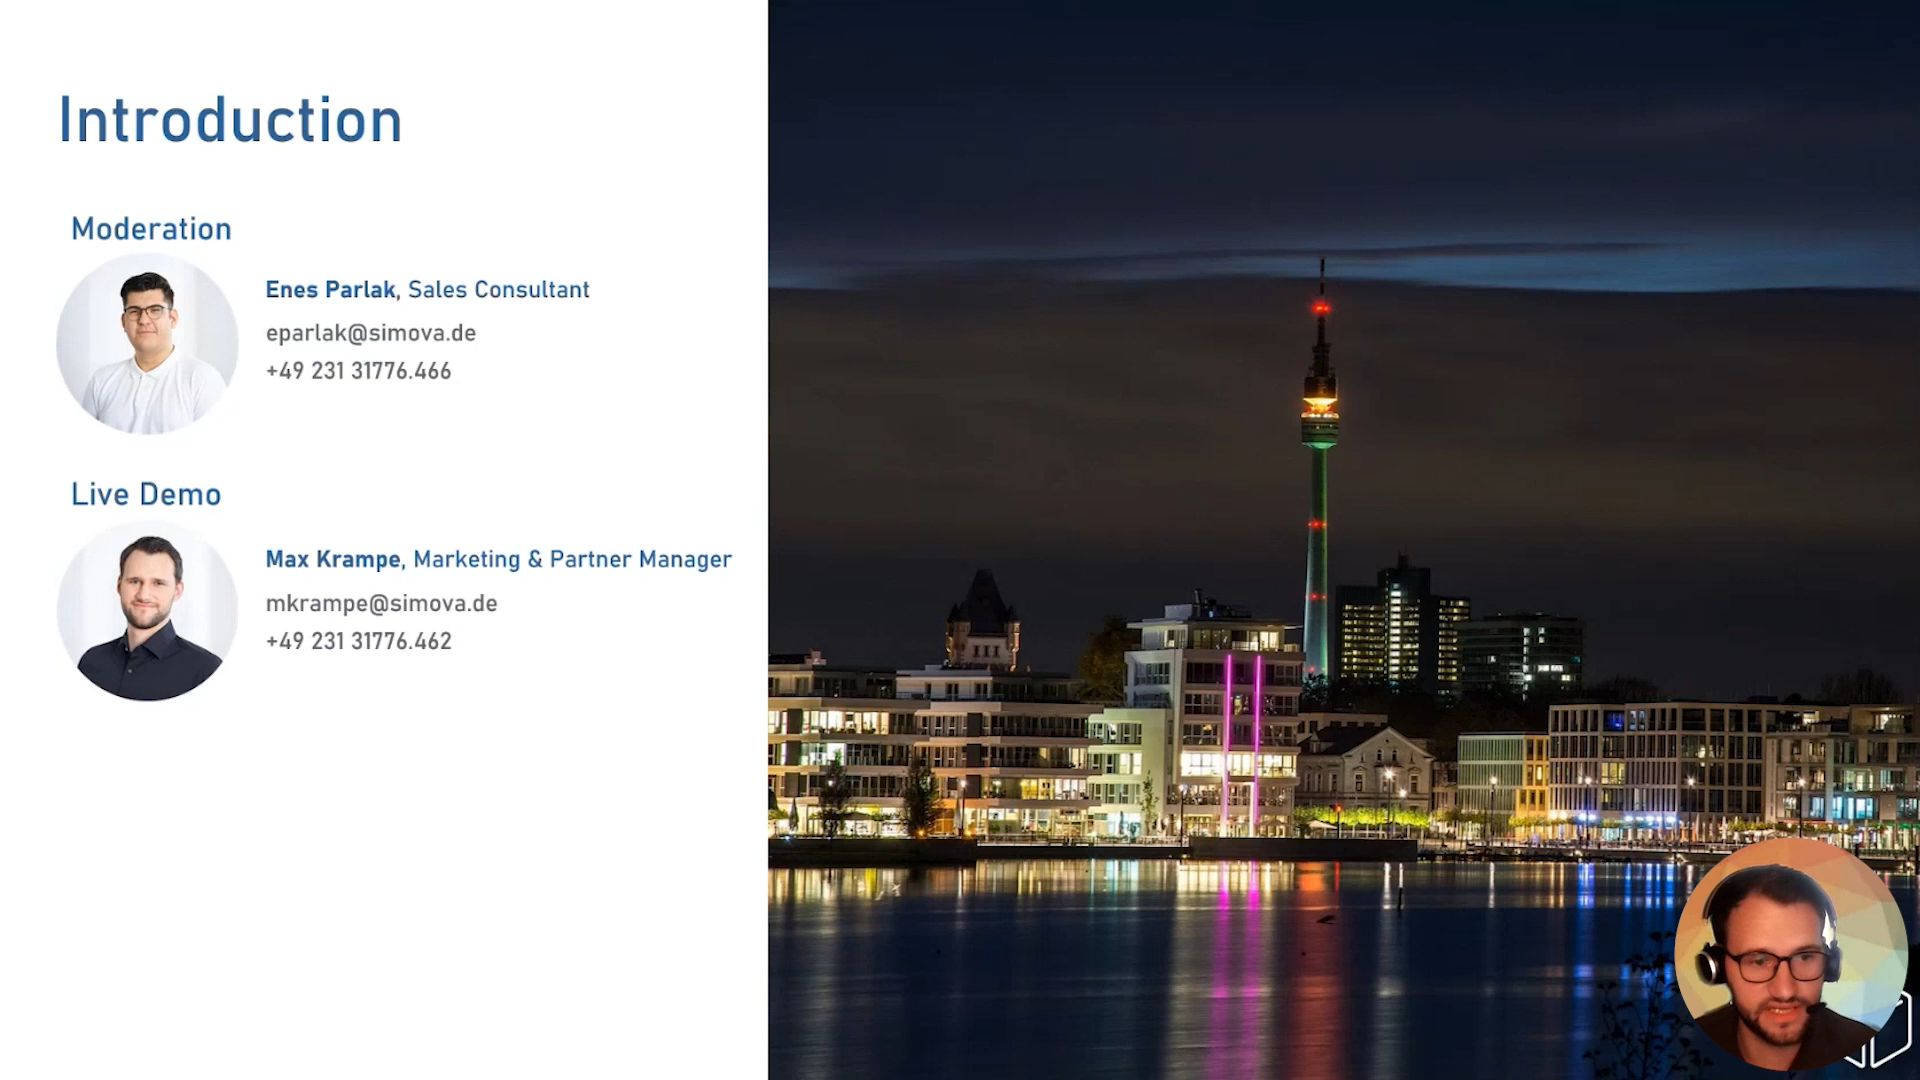 Introduction
Moderation
Enes Parlak, Sales Consultant
eparlak@simova.de
+49 231 31776.466
Live Demo
Max Krampe, Marketing & Partner Manager
mkrampe@simova.de
+49 231 31776.462